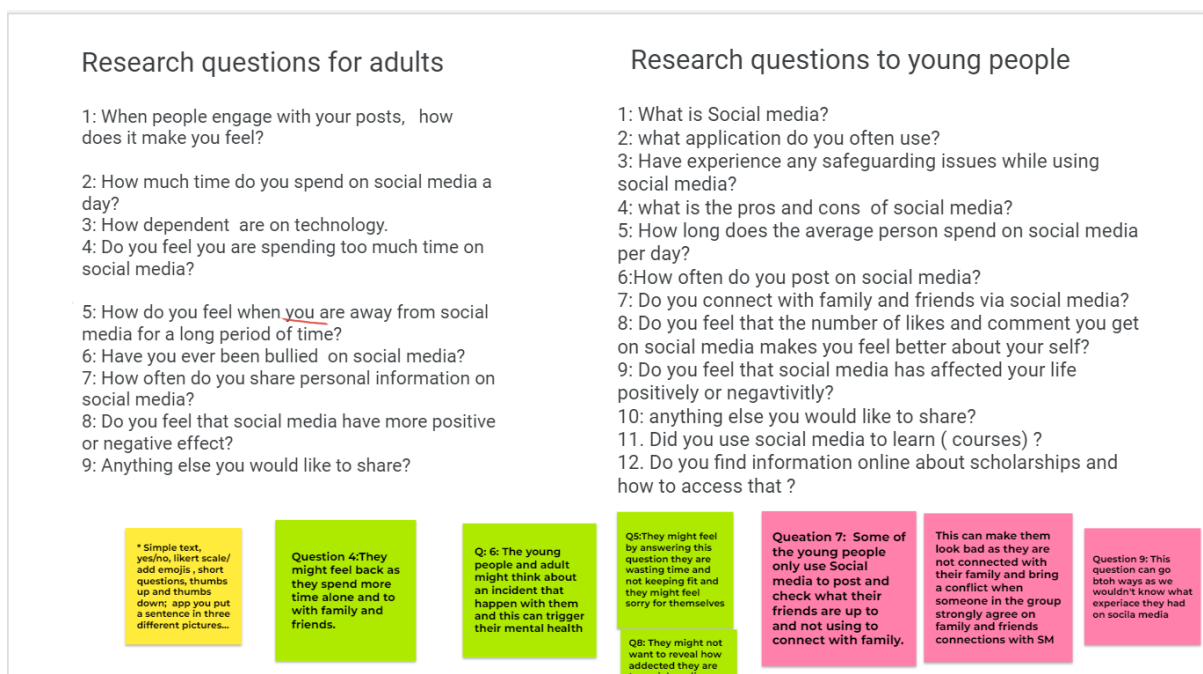 Research questions for adults
1: When people engage with your posts, how
does it make you feel?
2: How much time do you spend on social media a
day?
3: How dependent are on technology.
4: Do you feel you are spending too much time on
social media?
5: How do you feel when you are away from social
media for a long period of time?
6: Have you ever been bullied on social media?
7: How often do you share personal information on
social media?
8: Do you feel that social media have more positive
or negative effect?
9: Anything else you would like to share?
Research questions to young people
1: What is Social media?
2: what application do you often use?
3: Have experience any safeguarding issues while using
social media?
4: what is the pros and cons of social media?
5: How long does the average person spend on social media
per day?
6:How often do you post on social media?
7: Do you connect with family and friends via social media?
8: Do you feel that the number of likes and comment you get
on social media makes you feel better about your self?
9: Do you feel that social media has affected your life
positively or negavtivitly?
10: anything else you would like to share?
11. Did you use social media to learn ( courses) ?
12. Do you find information online about scholarships and
how to access that ?
* Simple text,
yes/no, likert scale/
add emojis , short
questions, thumbs
up and thumbs
down; app you put
a sentence in three
different pictures...
Question 4:They
might feel back as
they spend more
time alone and to
with family and
friends.
Q: 6: The young
people and adult
might think about
an incident that
happen with them
and this can trigger
their mental health
Q5:They might feel
by answering this
question they are
wasting time and
not keeping fit and
they might feel
sorry for themselves
Q8: They might not
want to reveal how
addected they are
Queation 7: Some of
the young people
only use Social
media to post and
check what their
friends are up to
and not using to
connect with family.
This can make them
look bad as they are
not connected with
their family and bring
a conflict when
someone in the group
strongly agree on
family and friends
connections with SM
Question 9: This
question can go
btoh ways as we
wouldn't know what
experiace they had
on socila media